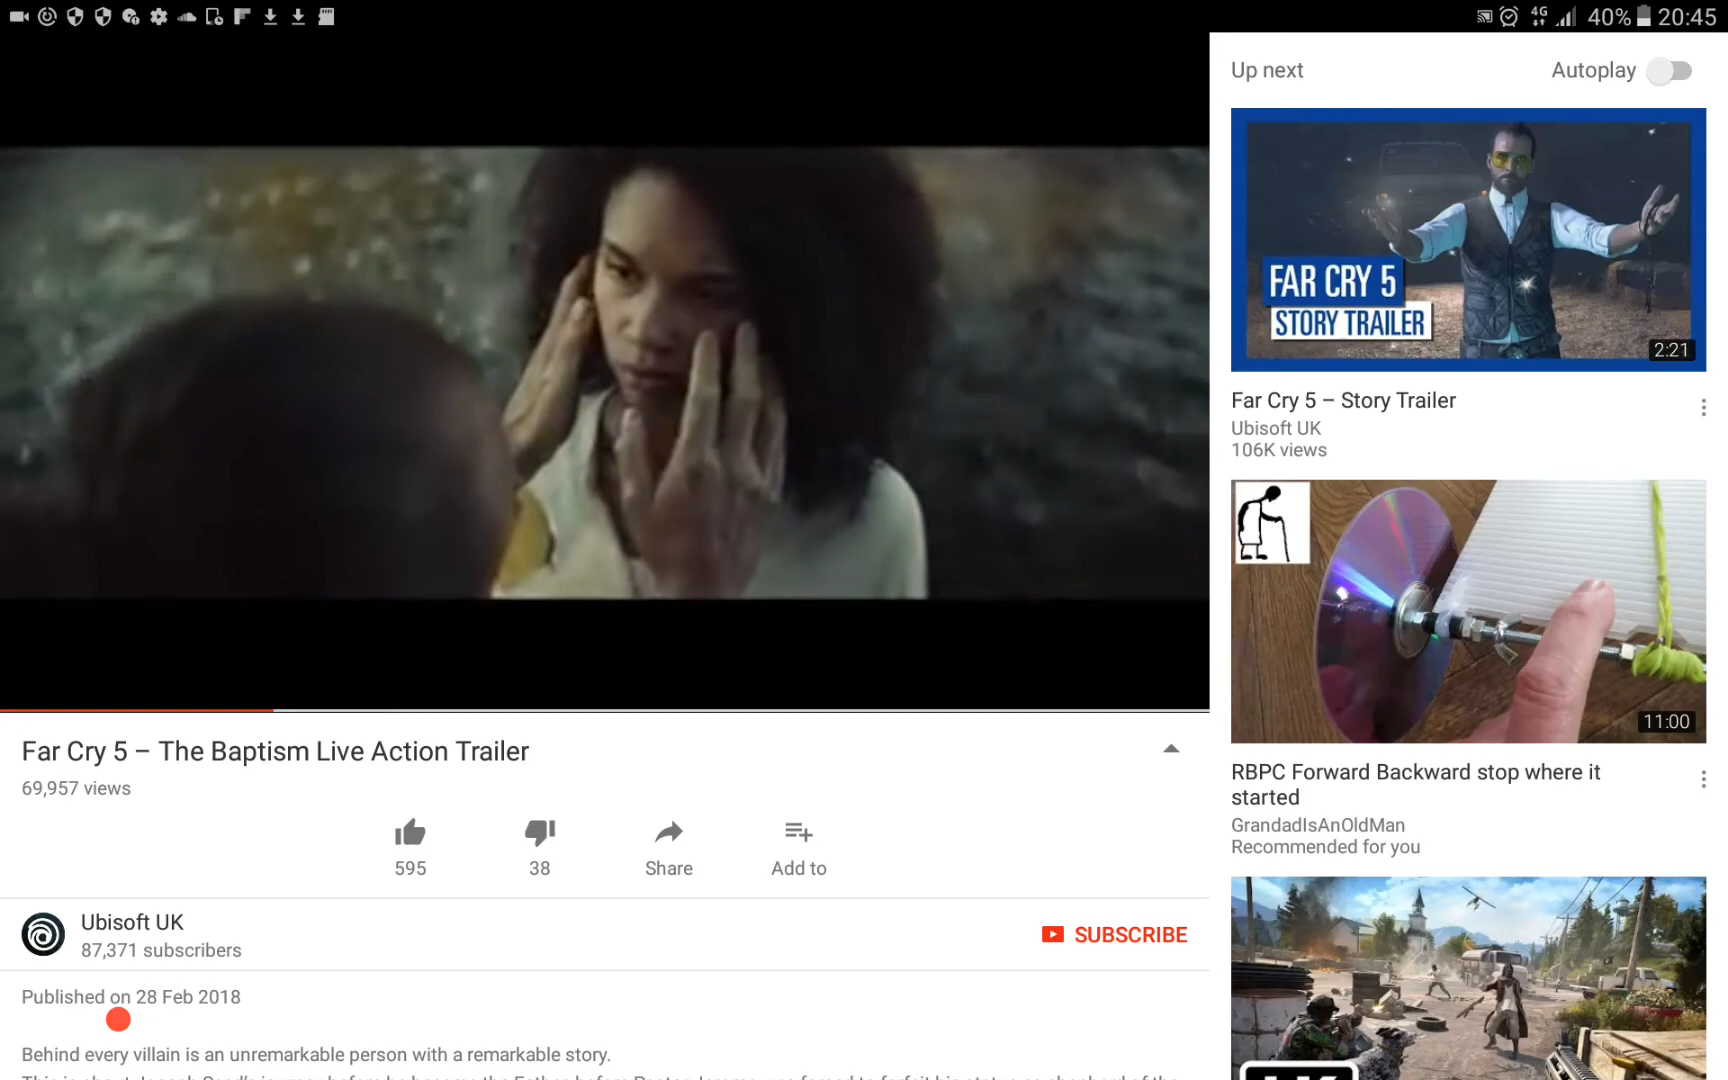 4G 40% 20:45
Up next Autoplay
FAR CRY 5
STORY TRAILER
2:21
Far Cry 5 – Story Trailer
Ubisoft UK
106K views
11:00
RBPC Forward Backward stop where it
started
GrandadIsAnOldMan
Recommended for you
Far Cry 5 – The Baptism Live Action Trailer
69,957 views
595 38 Share Add to
Ubisoft UK
87,371 subscribers
SUBSCRIBE
Published on 28 Feb 2018
Behind every villain is an unremarkable person with a remarkable story.